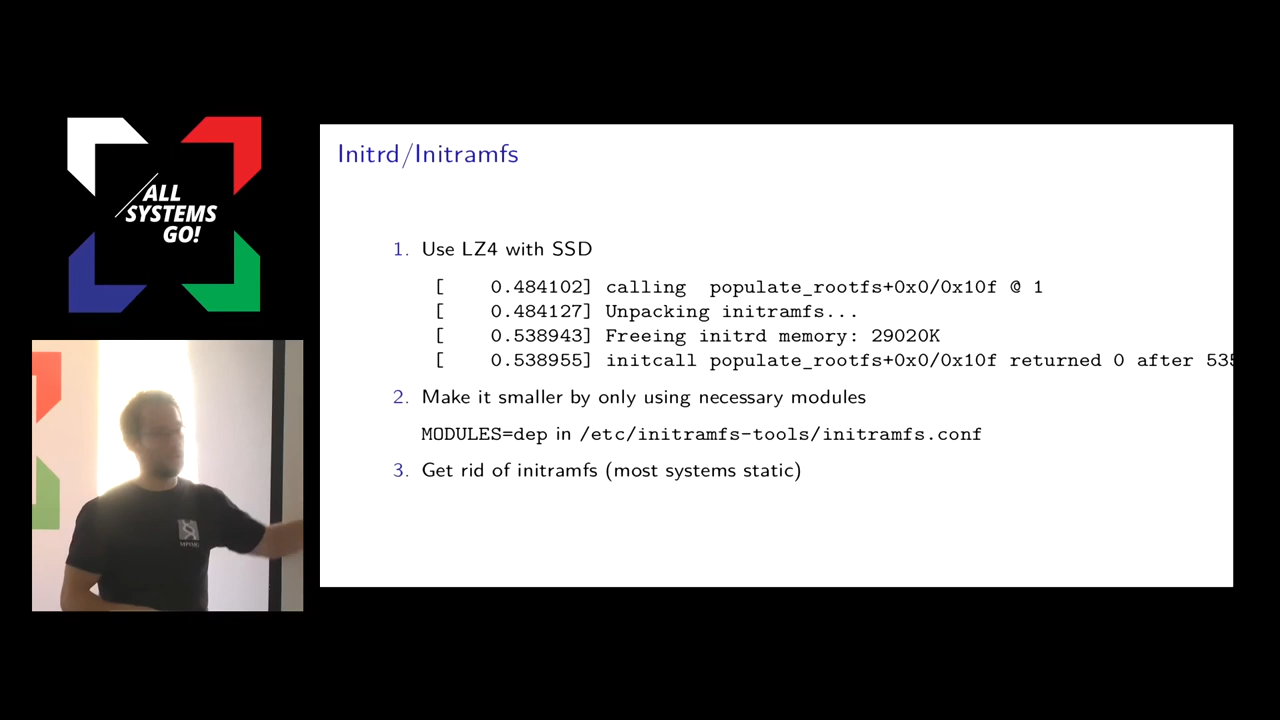 ALL
SYSTEMS
GO!
Initrd/Initramfs
1. Use LZ4 with SSD
[ 0.484102] calling populate_rootfs+0x0/0x10f @ 1
[ 0.484127] Unpacking initramfs...
[ 0.538943] Freeing initrd memory: 29020K
[ 0.538955] initcall populate_rootfs+0x0/0x10f returned 0 after 535
2. Make it smaller by only using necessary modules
MODULES=dep in /etc/initramfs-tools/initramfs.conf
3. Get rid of initramfs (most systems static)